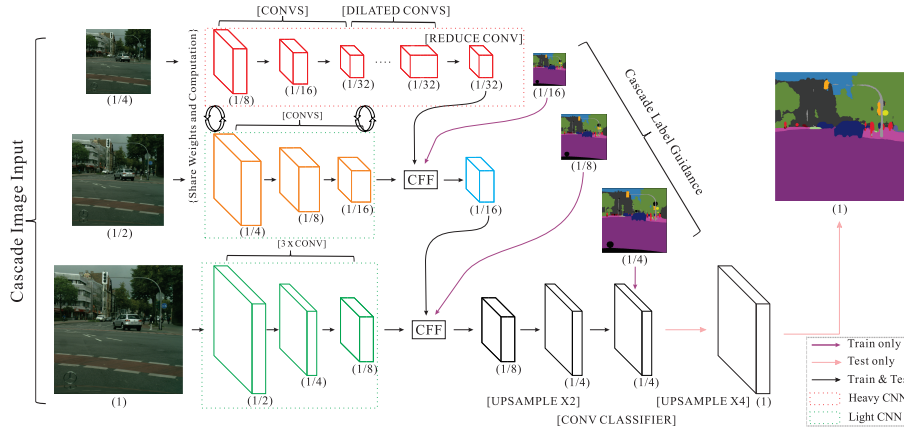 Cascade Image Input
(1/4)
(1/2)
(1)
{Share Weights and Computation}
[CONVS]
[DILATED CONVS]
[REDUCE CONV]
(1/8)
(1/16)
(1/32)
(1/32)
(1/32)
[CONVS]
(1/4)
(1/8)
(1/16)
CFF
(1/16)
[3 x CONV]
(1/2)
(1/4)
(1/8)
CFF
(1/8)
(1/4)
(1/4)
(1)
[UPSAMPLE X2]
[CONV CLASSIFIER]
[UPSAMPLE X4]
Cascade Label Guidance
(1/16)
(1/8)
(1/4)
(1)
Train only
Test only
Train & Test
Heavy CNN
Light CNN